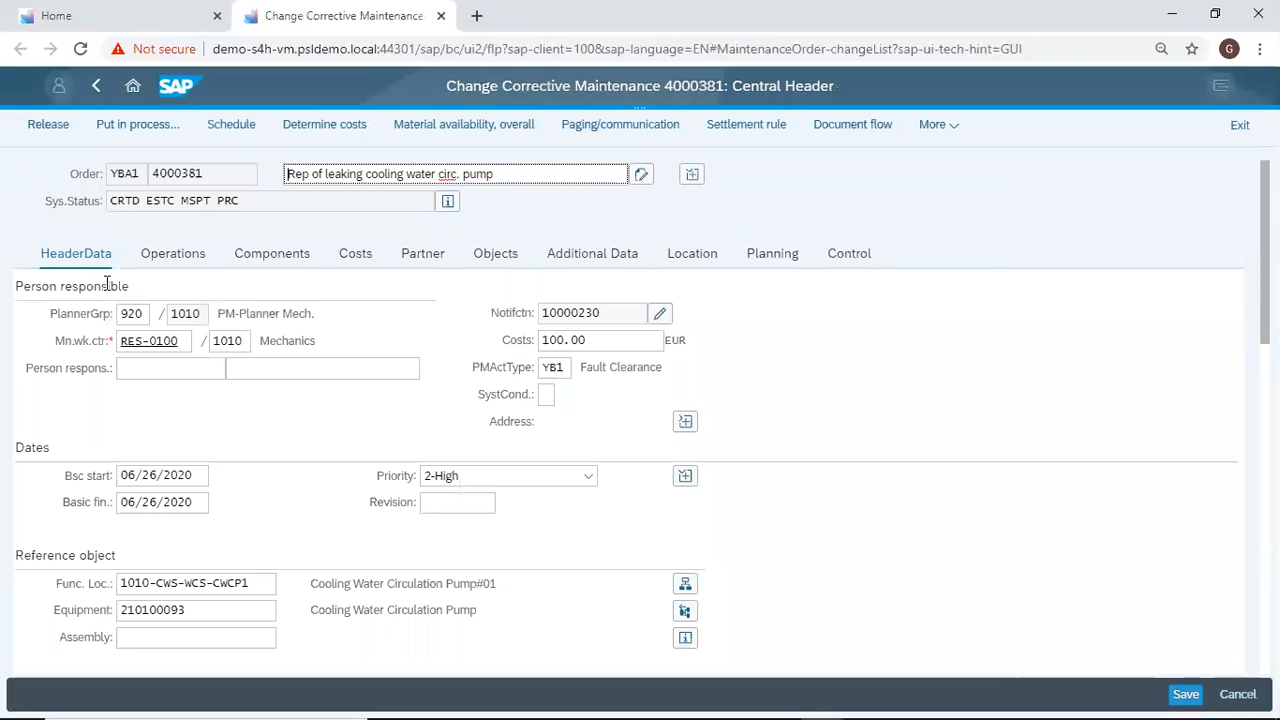 Home
Change Corrective Maintenance
Not secure
demo-s4h-vm.psldemo.local:44301/sap/bc/ui2/flp?sap-client=100&sap-language=EN#MaintenanceOrder-changeList?sap-ui-tech-hint=GUI
G
SAP
Change Corrective Maintenance 4000381: Central Header
Release Put in process... Schedule Determine costs Material availability, overall Paging/communication Settlement rule Document flow More Exit
Order: YBA1 4000381 Rep of leaking cooling water circ. pump
Sys.Status: CRTD ESTC MSPT PRC
HeaderData Operations Components Costs Partner Objects Additional Data Location Planning Control
Person responsible
PlannerGrp: 920 / 1010 PM-Planner Mech. Notifctn: 10000230
Mn.wk.ctr:* RES-0100 / 1010 Mechanics Costs: 100.00 EUR
Person respons.: PMActType: YB1 Fault Clearance
SystCond.:
Address:
Dates
Bsc start: 06/26/2020 Priority: 2-High
Basic fin.: 06/26/2020 Revision:
Reference object
Func. Loc.: 1010-CWS-WCS-CWCP1 Cooling Water Circulation Pump#01
Equipment: 210100093 Cooling Water Circulation Pump
Assembly:
Save Cancel